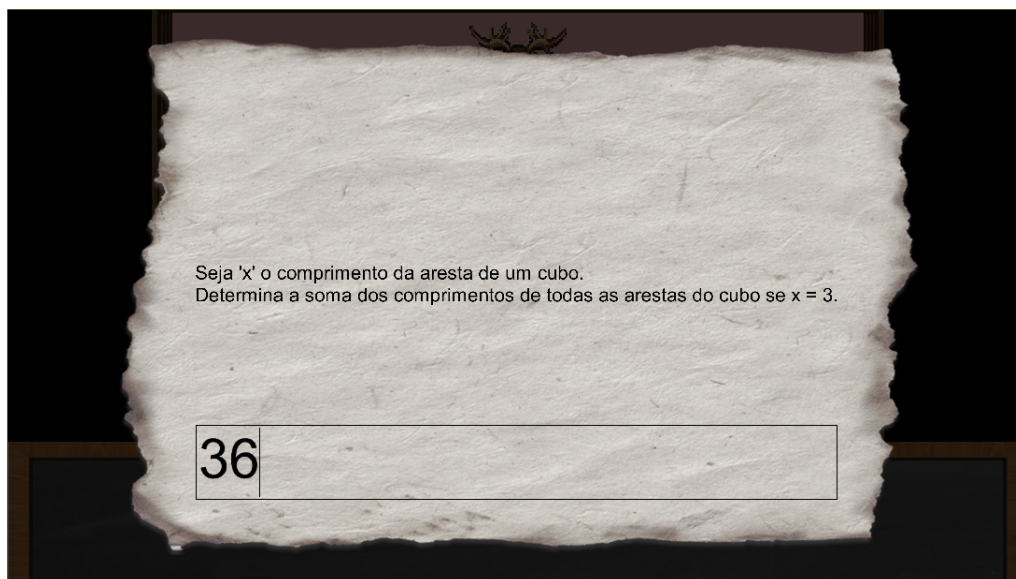 Seja 'x' o comprimento da aresta de um cubo.
Determina a soma dos comprimentos de todas as arestas do cubo se x = 3.
36